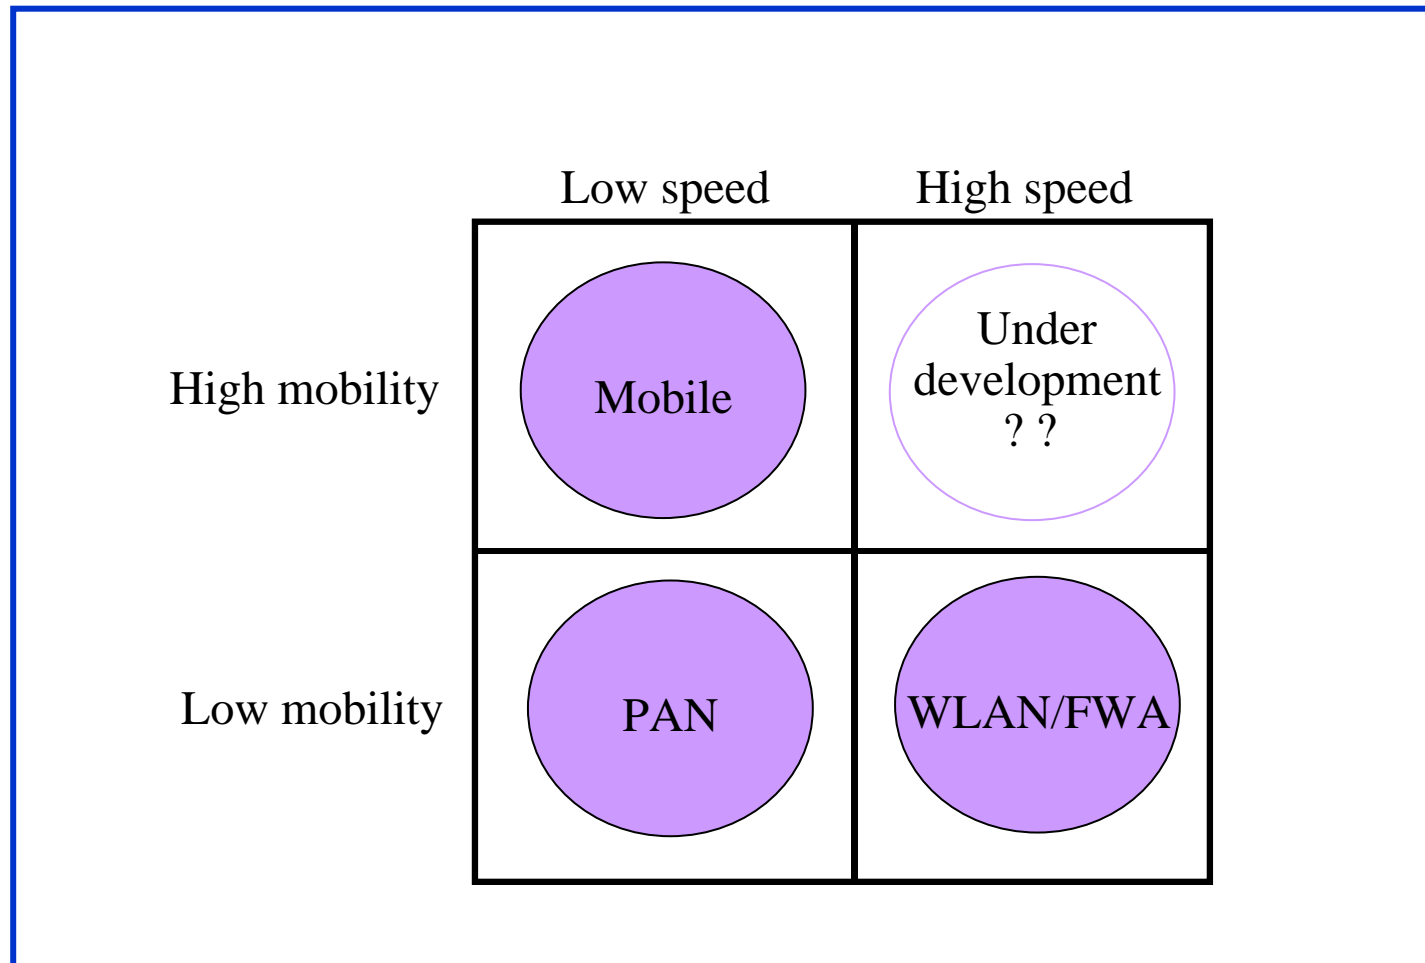 Low speed
High speed
High mobility
Mobile
Under
development
? ?
Low mobility
PAN
WLAN/FWA